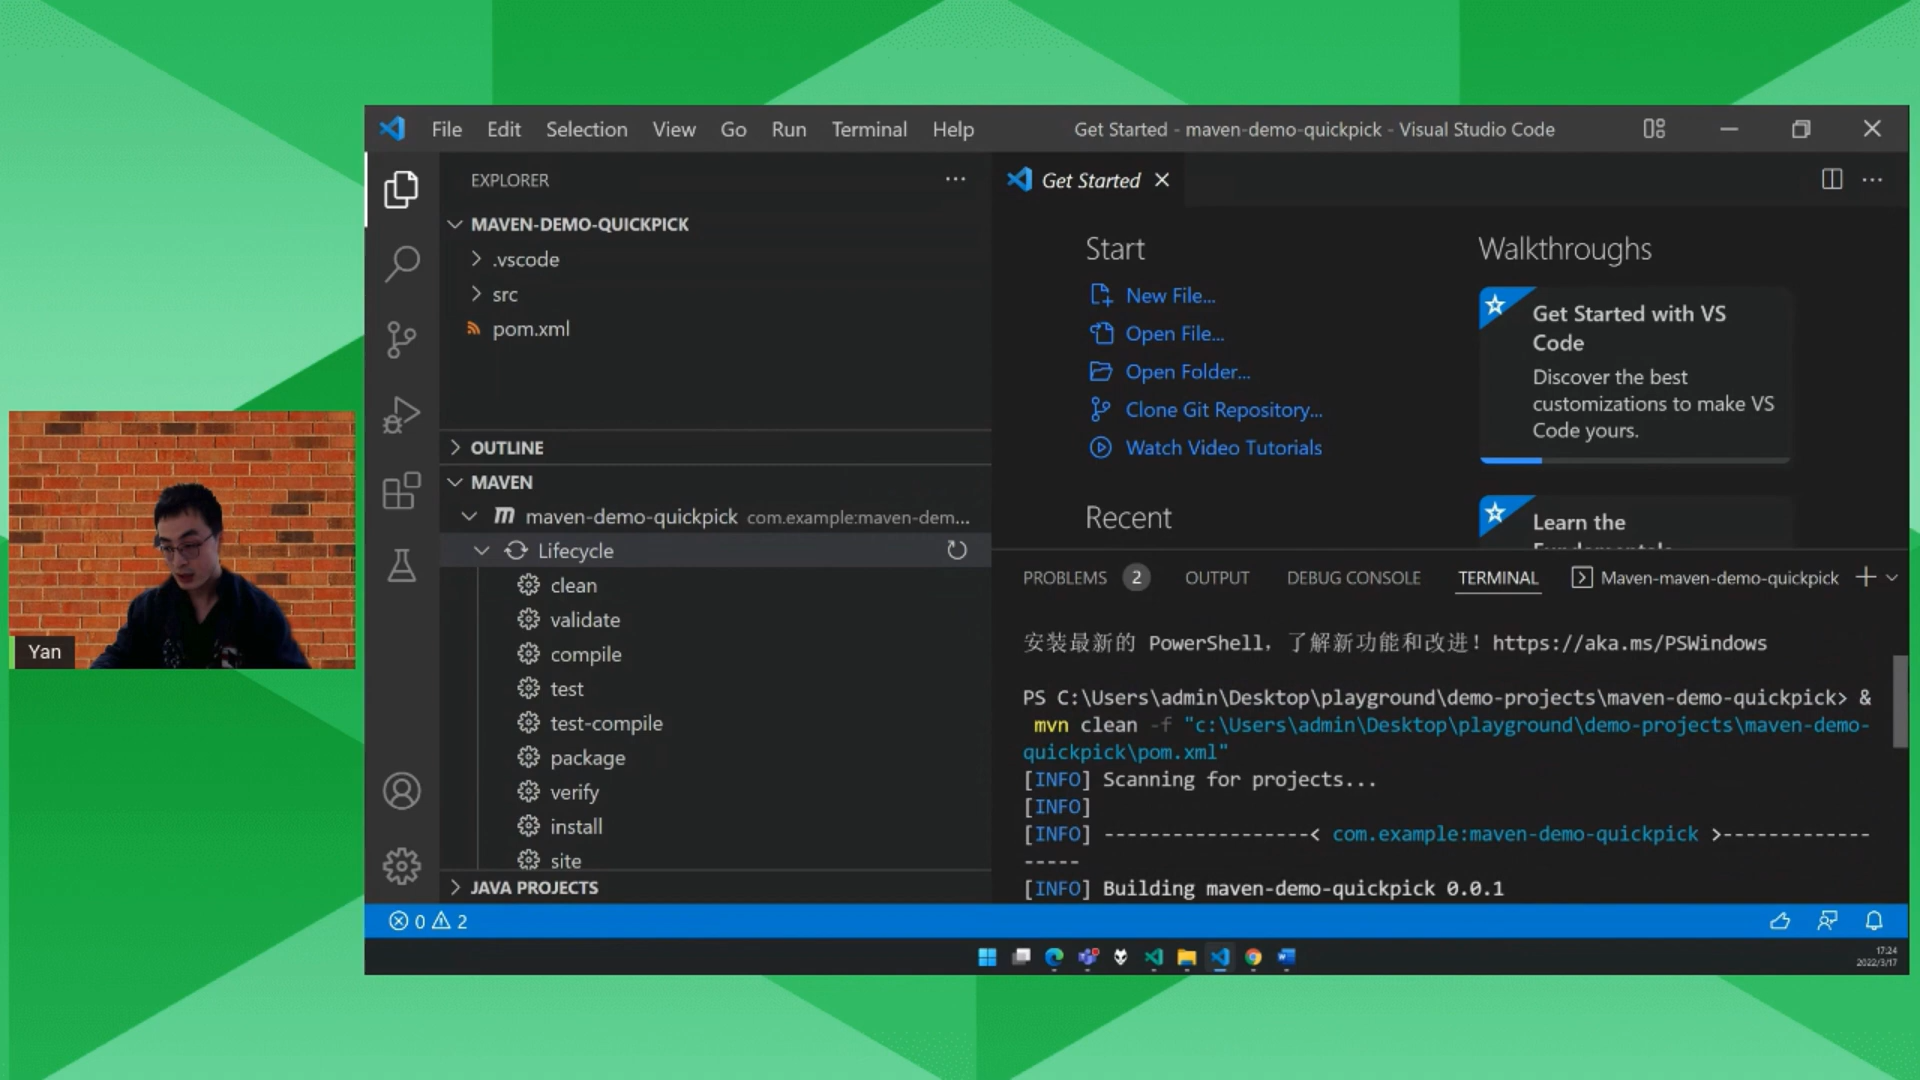 File Edit Selection View Go Run Terminal Help
Get Started - maven-demo-quickpick - Visual Studio Code
EXPLORER
MAVEN-DEMO-QUICKPICK
.vscode
src
pom.xml
OUTLINE
MAVEN
maven-demo-quickpick com.example:maven-dem...
Lifecycle
clean
validate
compile
test
test-compile
package
verify
install
site
JAVA PROJECTS
Get Started
Start
New File...
Open File...
Open Folder...
Clone Git Repository...
Watch Video Tutorials
Recent
Walkthroughs
Get Started with VS
Code
Discover the best
customizations to make VS
Code yours.
Learn the
PROBLEMS 2 OUTPUT DEBUG CONSOLE TERMINAL Maven-maven-demo-quickpick
安装最新的 PowerShell，了解新功能和改进！https://aka.ms/PSWindows
PS C:\Users\admin\Desktop\playground\demo-projects\maven-demo-quickpick> &
mvn clean -f "c:\Users\admin\Desktop\playground\demo-projects\maven-demo-
quickpick\pom.xml"
[INFO] Scanning for projects...
[INFO]
[INFO] ------------------< com.example:maven-demo-quickpick >-------------
-----
[INFO] Building maven-demo-quickpick 0.0.1
0 2
17:24
2022/3/17
Yan